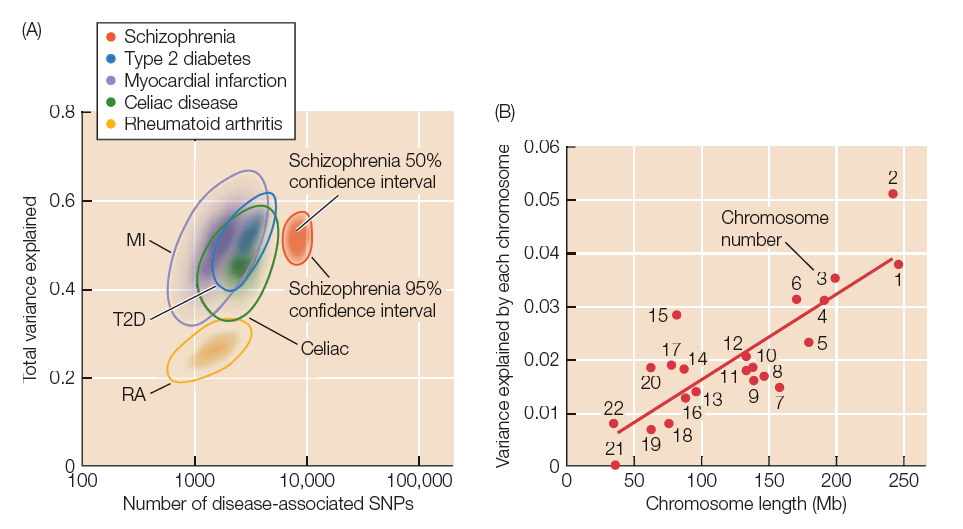 (A)
Schizophrenia
Type 2 diabetes
Myocardial infarction
Celiac disease
Rheumatoid arthritis
0.8
0.6
0.4
0.2
0
Total variance explained
Schizophrenia 50%
confidence interval
MI
Schizophrenia 95%
confidence interval
T2D
Celiac
RA
100
1000
10,000
100,000
Number of disease-associated SNPs
(B)
0.06
0.05
0.04
0.03
0.02
0.01
0
Variance explained by each chromosome
2
Chromosome
number
3
1
6
4
15
5
12
10
17
14
11
8
20
9
7
13
22
16
21
19
18
0
50
100
150
200
250
Chromosome length (Mb)